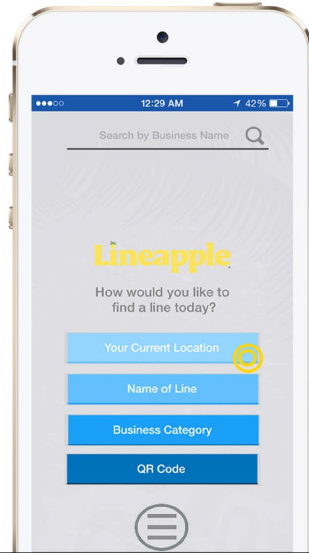 12:29 AM
42%
Search by Business Name
Lineapple
How would you like to
find a line today?
Your Current Location
Name of Line
Business Category
QR Code